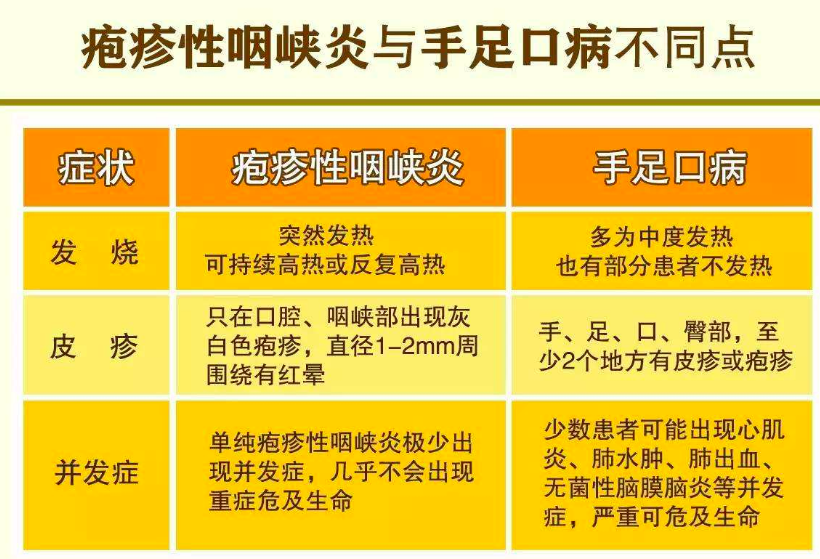 疱疹性咽峡炎与手足口病不同点
症状
疱疹性咽峡炎
手足口病
发 烧
突然发热
可持续高热或反复高热
多为中度发热
也有部分患者不发热
皮 疹
只在口腔、咽峡部出现灰
白色疱疹，直径1-2mm周
围绕有红晕
手、足、口、臀部，至
少2个地方有皮疹或疱疹
并发症
单纯疱疹性咽峡炎极少出
现并发症，几乎不会出现
重症危及生命
少数患者可能出现心肌
炎、肺水肿、肺出血、
无菌性脑膜脑炎等并发
症，严重可危及生命